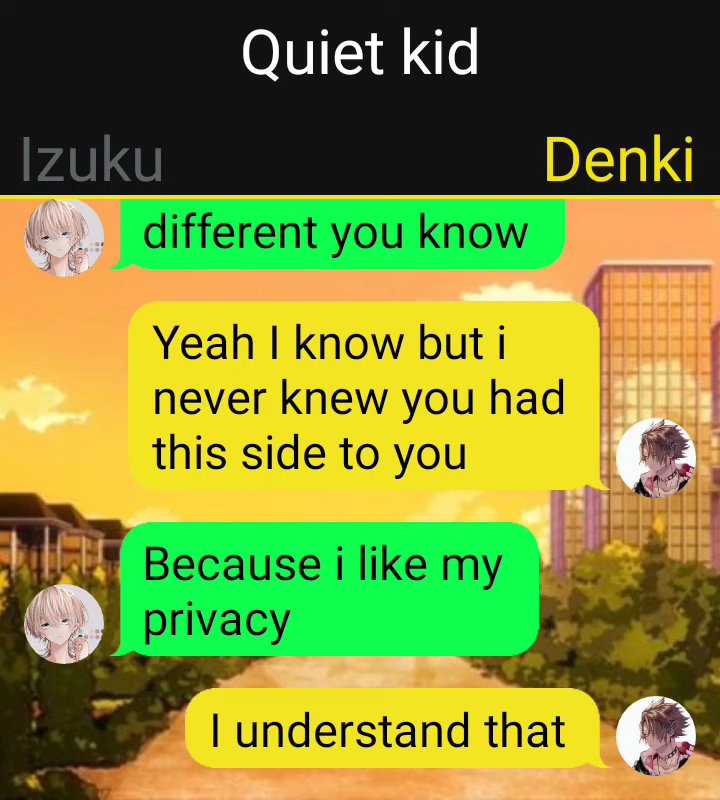 Quiet kid
Izuku
Denki
different you know
Yeah I know but i
never knew you had
this side to you
Because i like my
privacy
I understand that